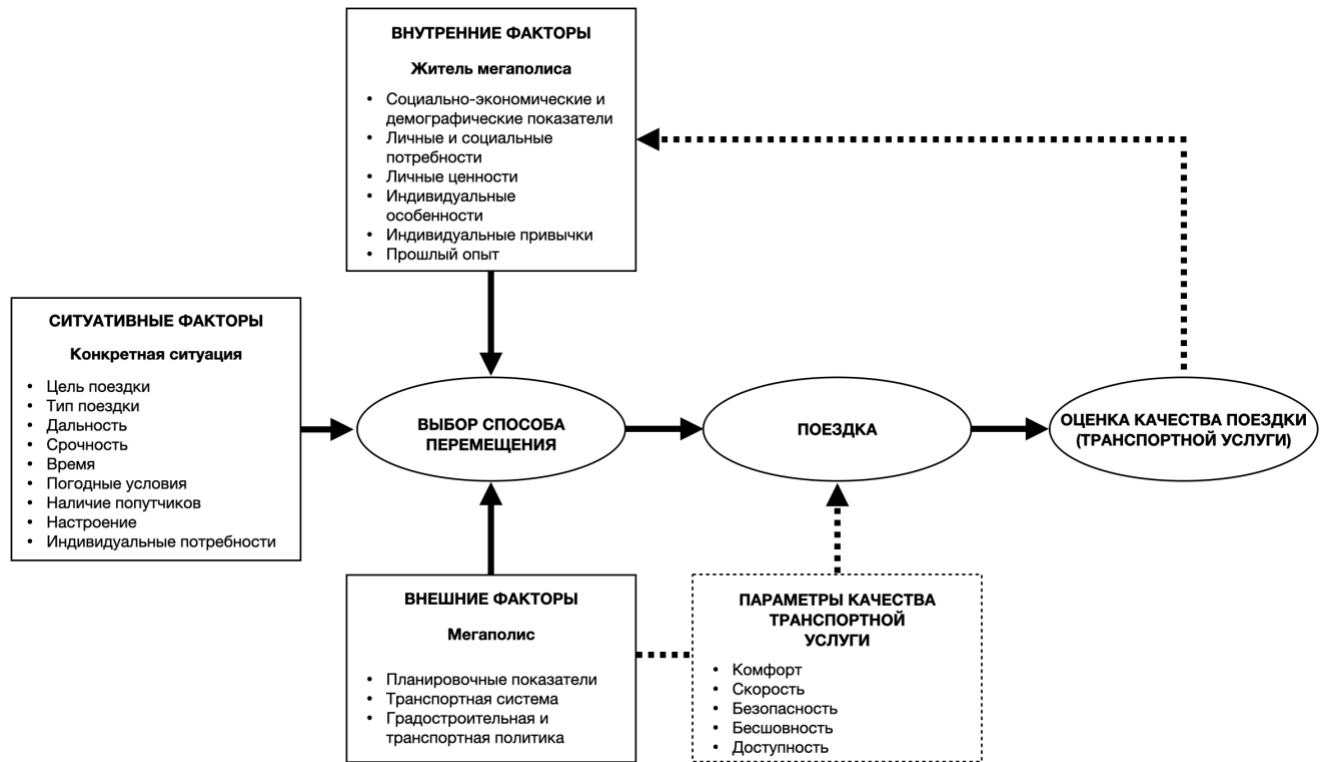 ВНУТРЕННИЕ ФАКТОРЫ
Житель мегаполиса
• Социально-экономические и
демографические показатели
• Личные и социальные
потребности
• Личные ценности
• Индивидуальные
особенности
• Индивидуальные привычки
• Прошлый опыт
СИТУАТИВНЫЕ ФАКТОРЫ
Конкретная ситуация
• Цель поездки
• Тип поездки
• Дальность
• Срочность
• Время
• Погодные условия
• Наличие попутчиков
• Настроение
• Индивидуальные потребности
ВЫБОР СПОСОБА
ПЕРЕМЕЩЕНИЯ
ПОЕЗДКА
ОЦЕНКА КАЧЕСТВА ПОЕЗДКИ
(ТРАНСПОРТНОЙ УСЛУГИ)
ВНЕШНИЕ ФАКТОРЫ
Мегаполис
• Планировочные показатели
• Транспортная система
• Градостроительная и
транспортная политика
ПАРАМЕТРЫ КАЧЕСТВА
ТРАНСПОРТНОЙ
УСЛУГИ
• Комфорт
• Скорость
• Безопасность
• Бесшовность
• Доступность